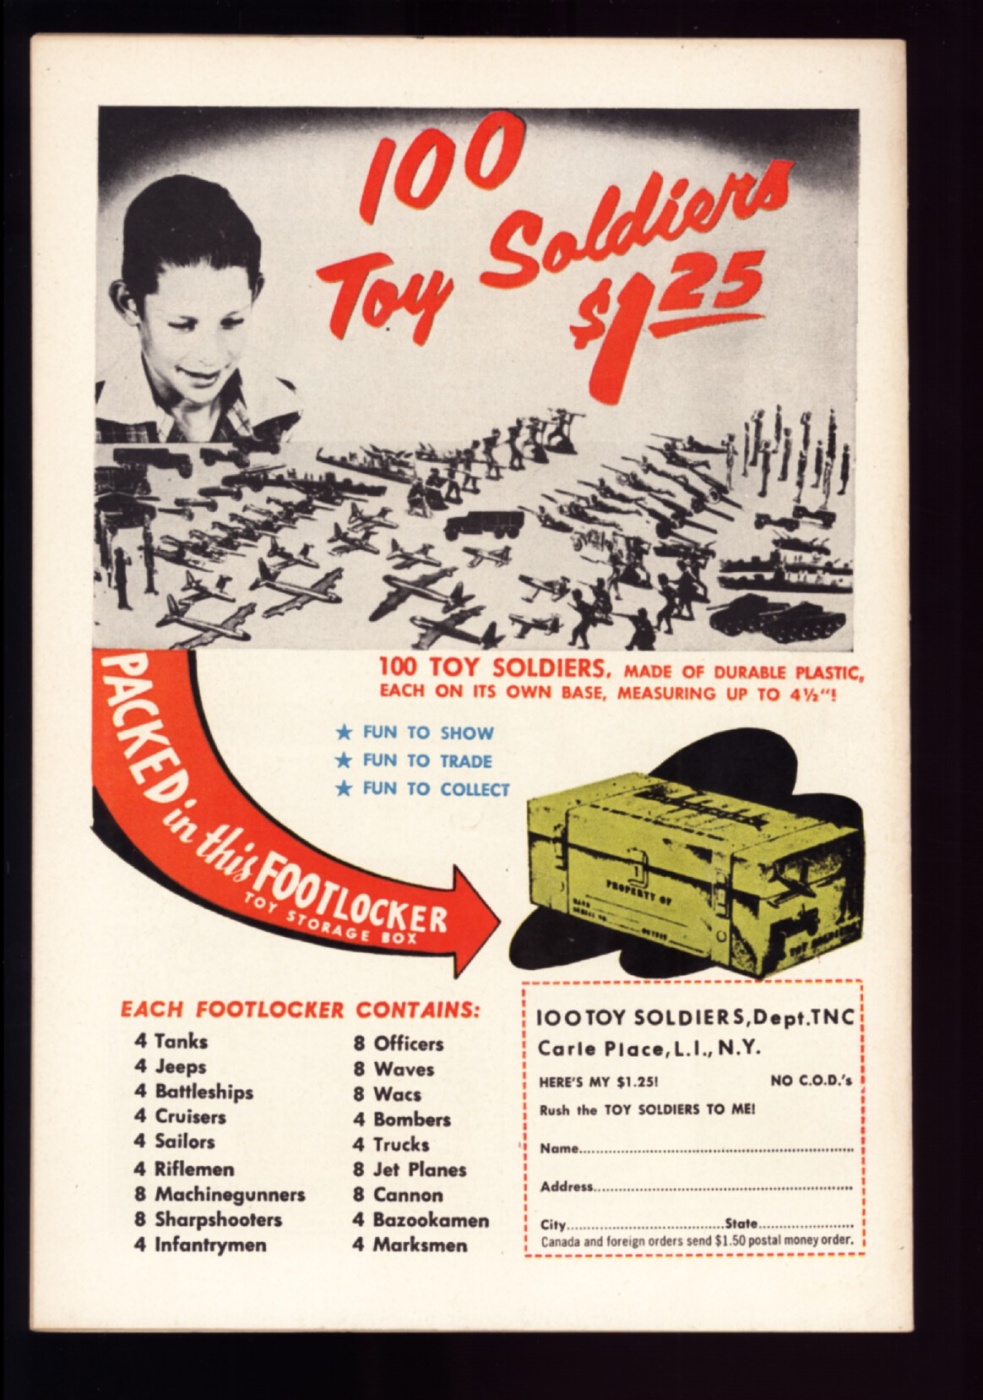 100
Toy Soldiers
$1.25
100 TOY SOLDIERS, MADE OF DURABLE PLASTIC,
EACH ON ITS OWN BASE, MEASURING UP TO 4½"!
PACKED in this FOOTLOCKER
TOY STORAGE BOX
★ FUN TO SHOW
★ FUN TO TRADE
★ FUN TO COLLECT
PROPERTY OF
EACH FOOTLOCKER CONTAINS:
4 Tanks
4 Jeeps
4 Battleships
4 Cruisers
4 Sailors
4 Riflemen
8 Machinegunners
8 Sharpshooters
4 Infantrymen
8 Officers
8 Waves
8 Wacs
4 Bombers
4 Trucks
8 Jet Planes
8 Cannon
4 Bazookamen
4 Marksmen
100 TOY SOLDIERS, Dept. TNC
Carle Place, L.I., N.Y.
HERE'S MY $1.25! NO C.O.D.'s
Rush the TOY SOLDIERS TO ME!
Name
Address
City State
Canada and foreign orders send $1.50 postal money order.